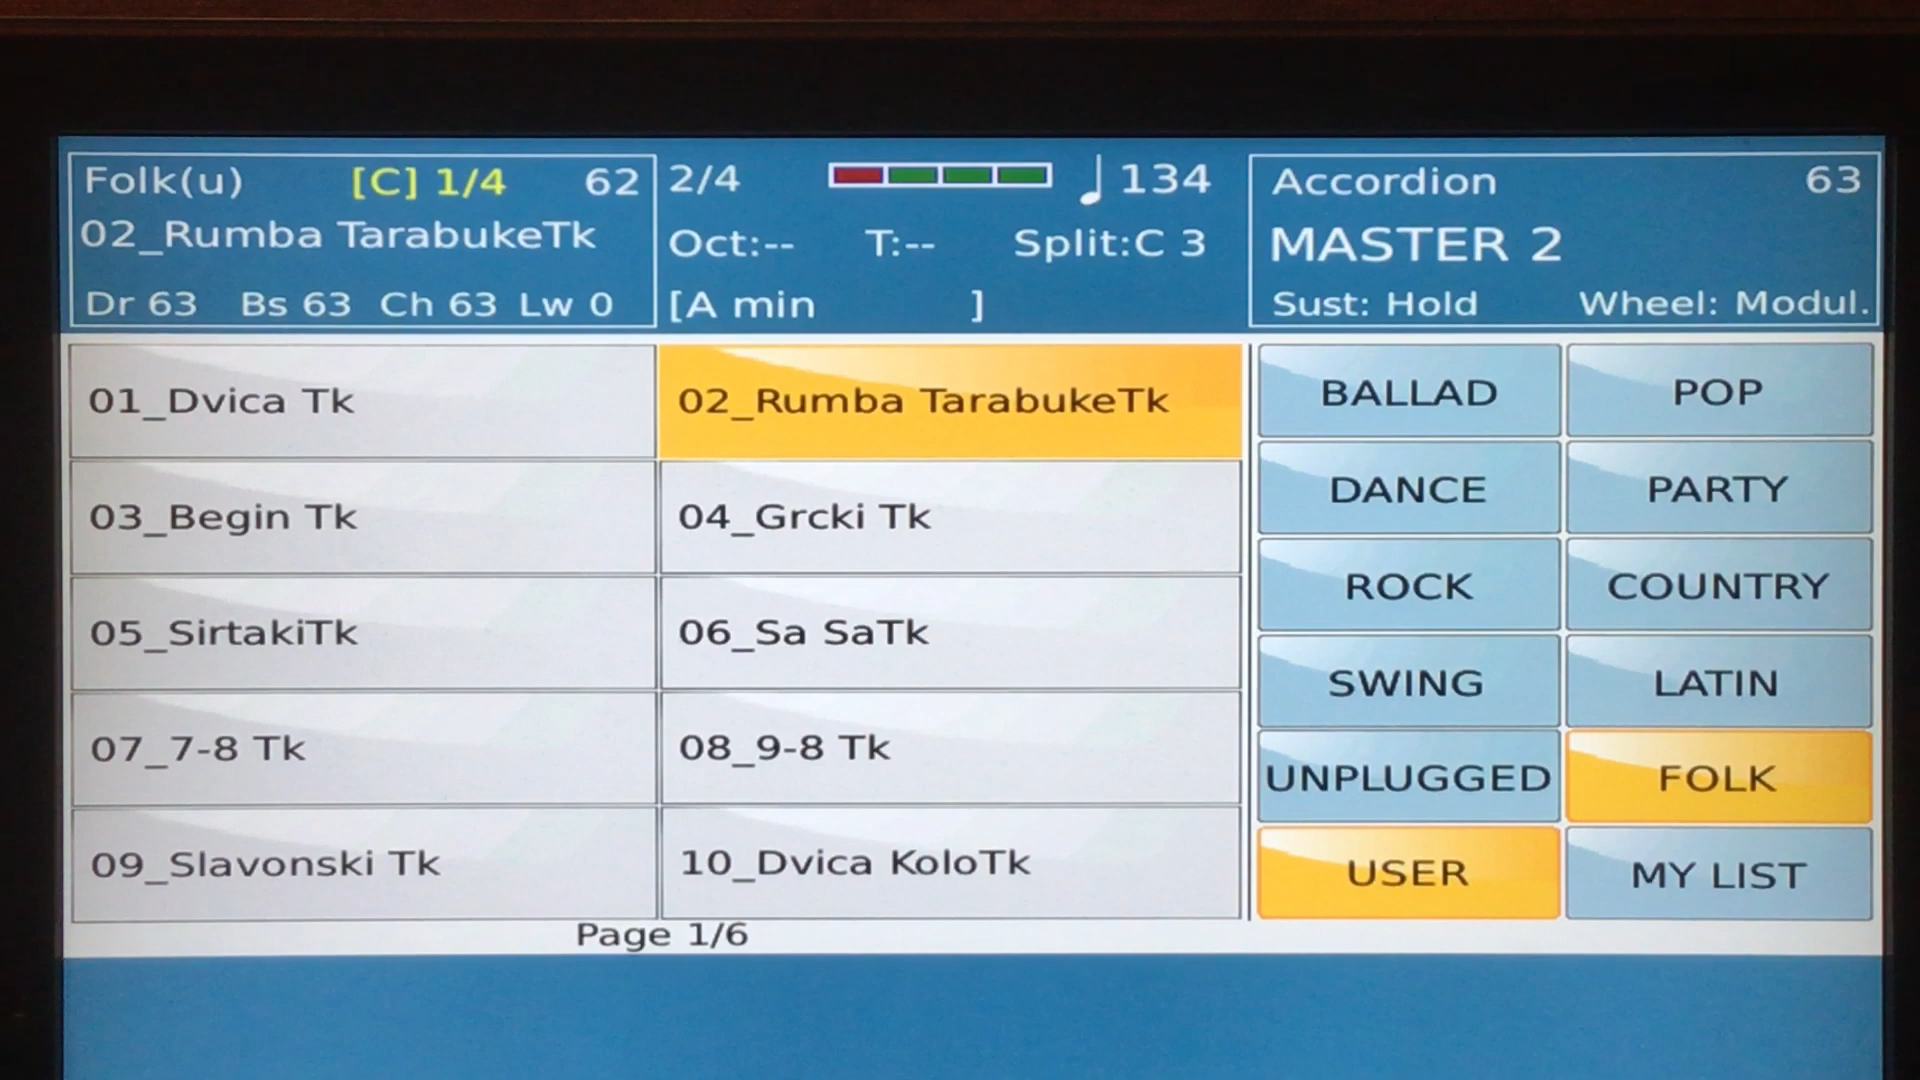 Folk(u) [C] 1/4 62
02_Rumba TarabukeTk
Dr 63 Bs 63 Ch 63 Lw 0
2/4 134
Oct:-- T:-- Split:C 3
[A min ]
Accordion 63
MASTER 2
Sust: Hold Wheel: Modul.
01_Dvica Tk
02_Rumba TarabukeTk
03_Begin Tk
04_Grcki Tk
05_SirtakiTk
06_Sa SaTk
07_7-8 Tk
08_9-8 Tk
09_Slavonski Tk
10_Dvica KoloTk
Page 1/6
BALLAD
POP
DANCE
PARTY
ROCK
COUNTRY
SWING
LATIN
UNPLUGGED
FOLK
USER
MY LIST